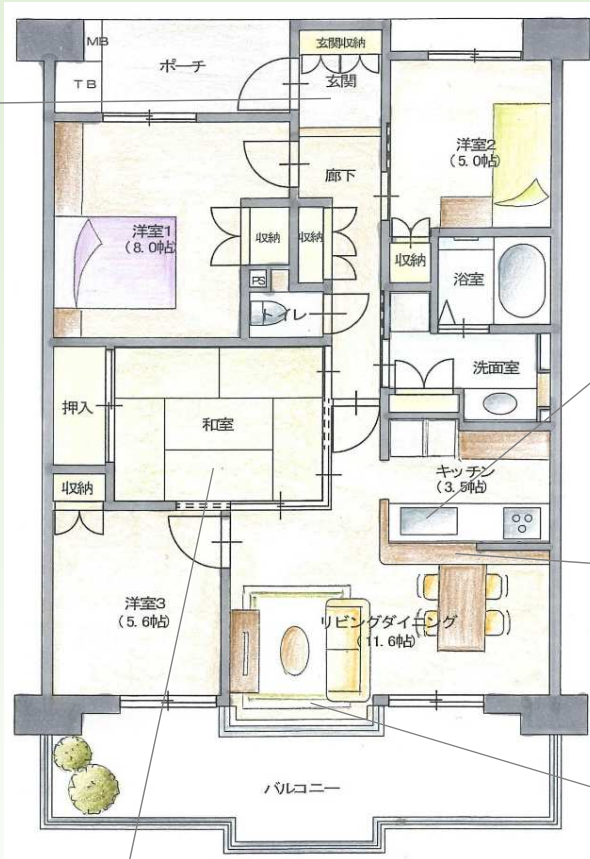 玄関収納
MB
ポーチ
玄関
TB
洋室2
(5.0帖)
廊下
洋室1
(8.0帖)
収納
収納
収納
浴室
PS
トイレ
洗面室
押入
和室
キッチン
(3.5帖)
収納
洋室3
(5.6帖)
リビングダイニング
(11.6帖)
バルコニー